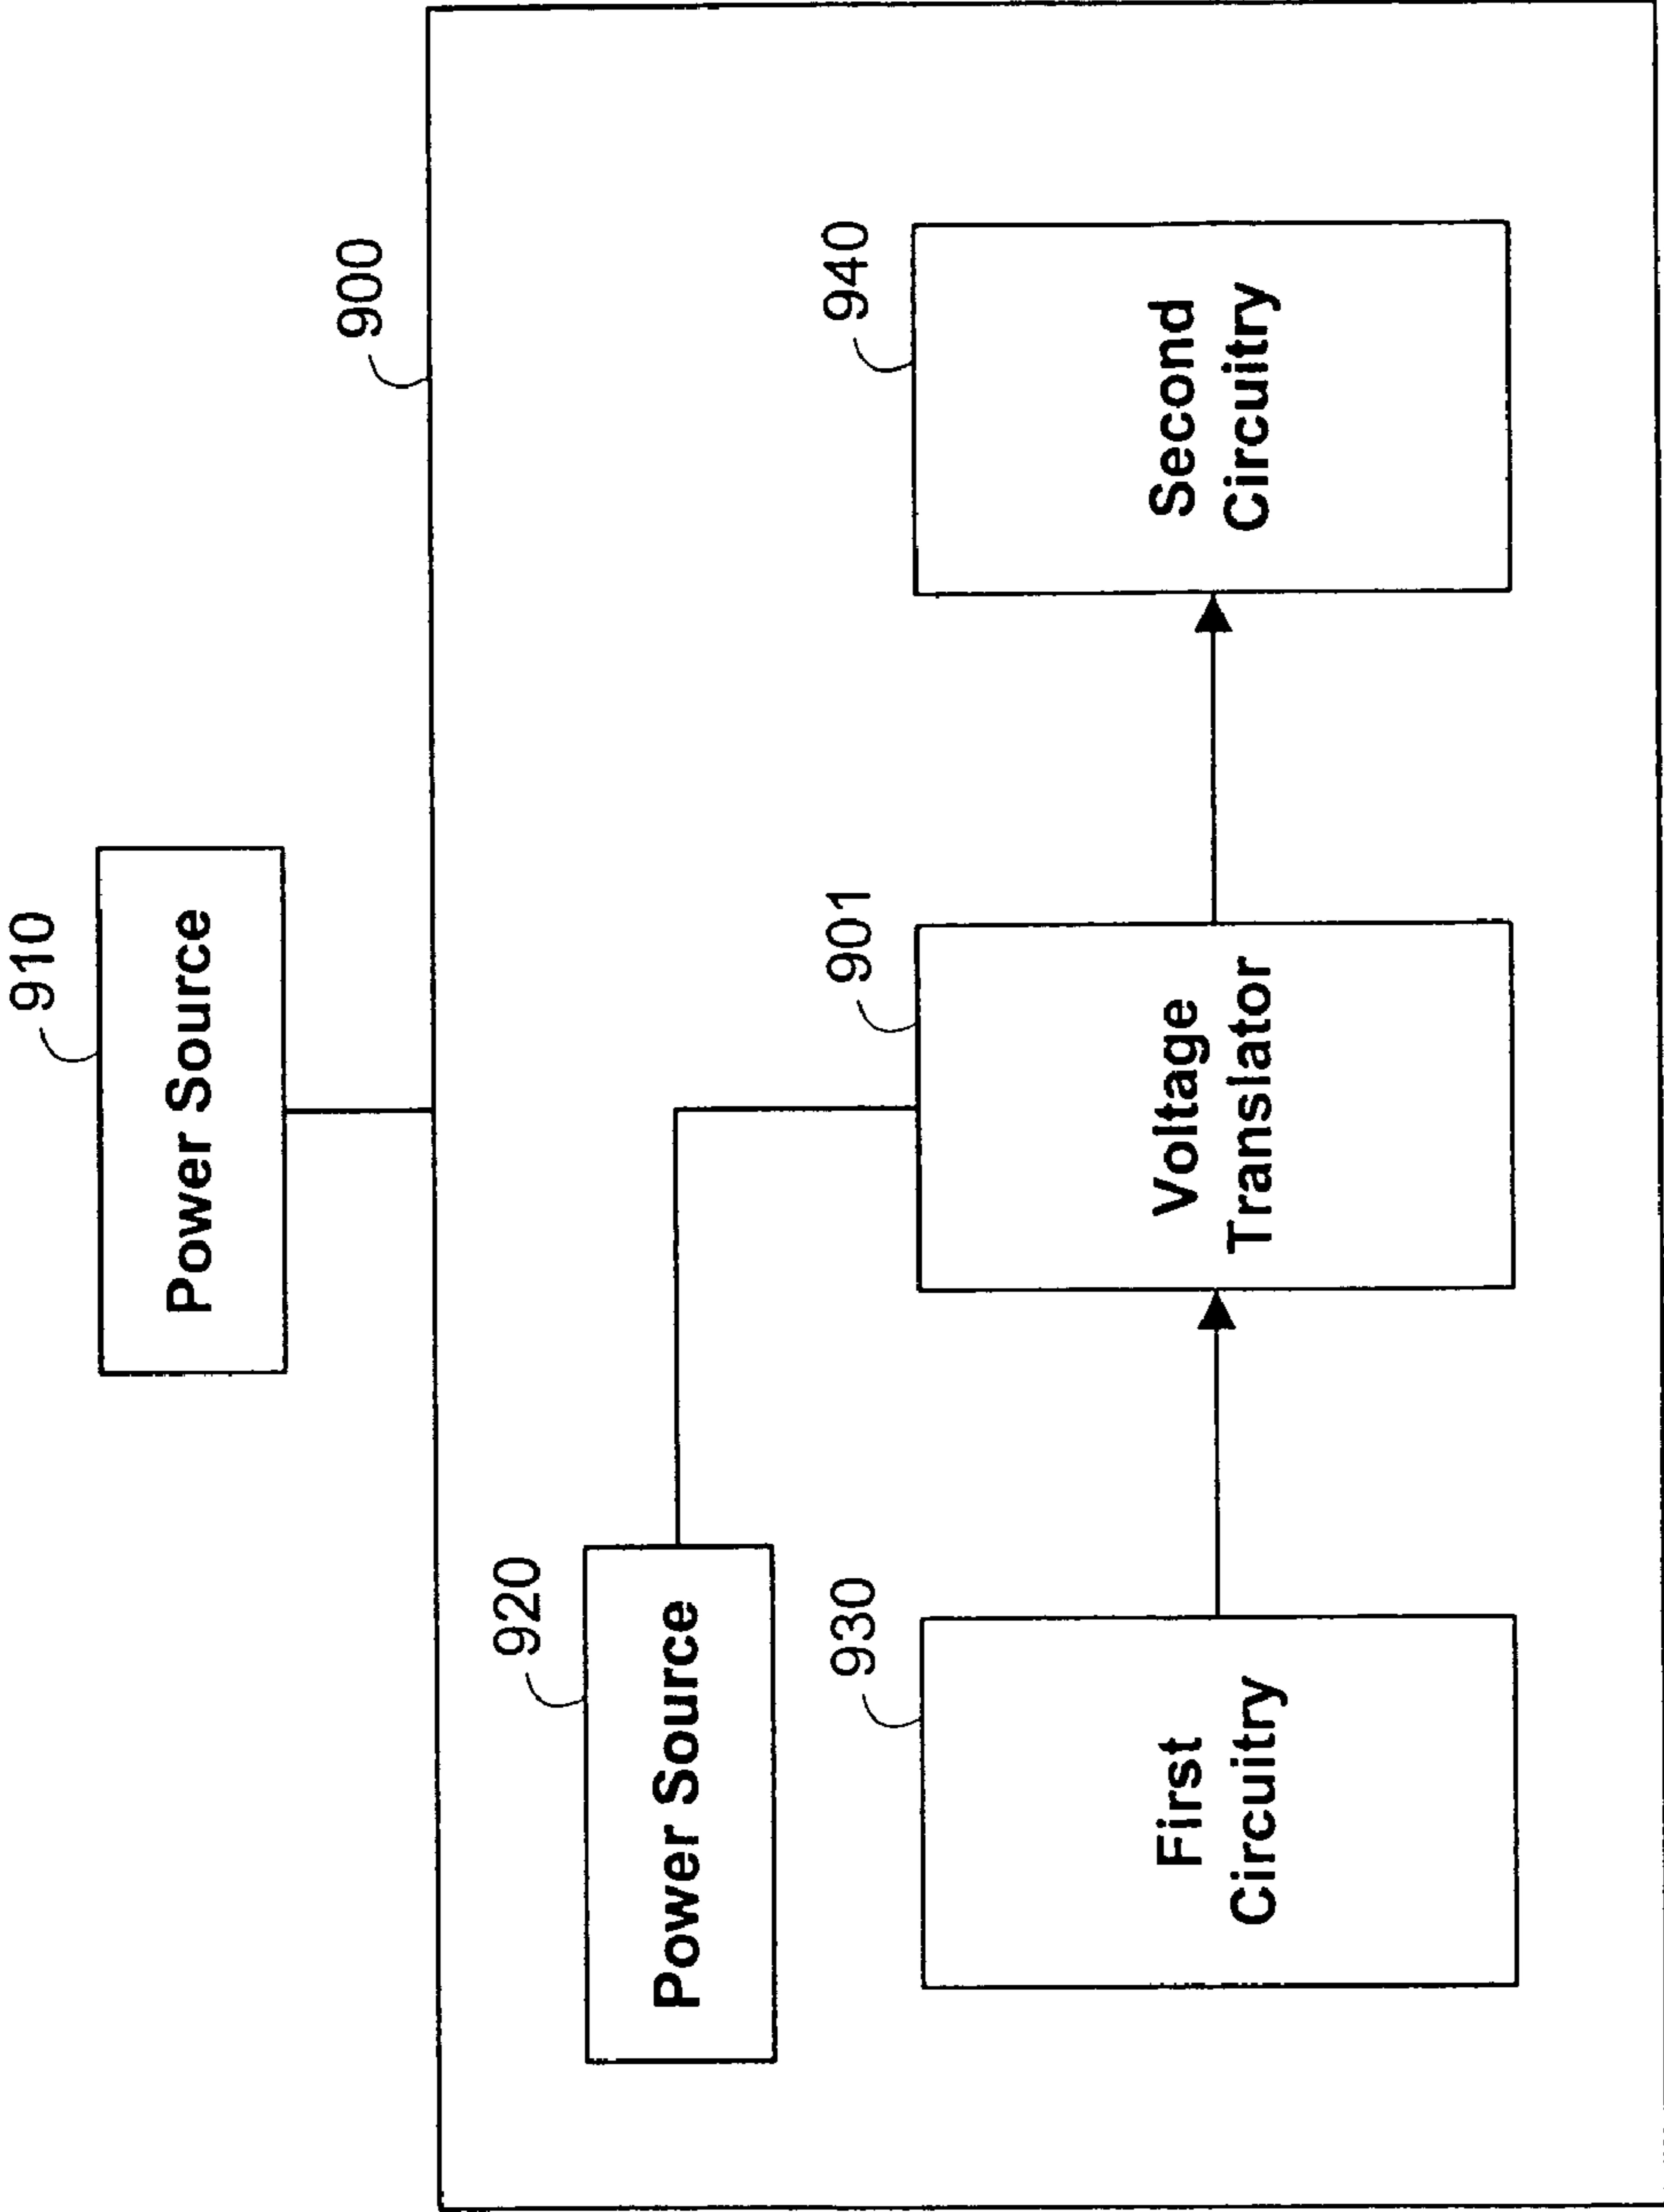 910
Power Source
900
920
Power Source
930
First
Circuitry
901
Voltage
Translator
940
Second
Circuitry